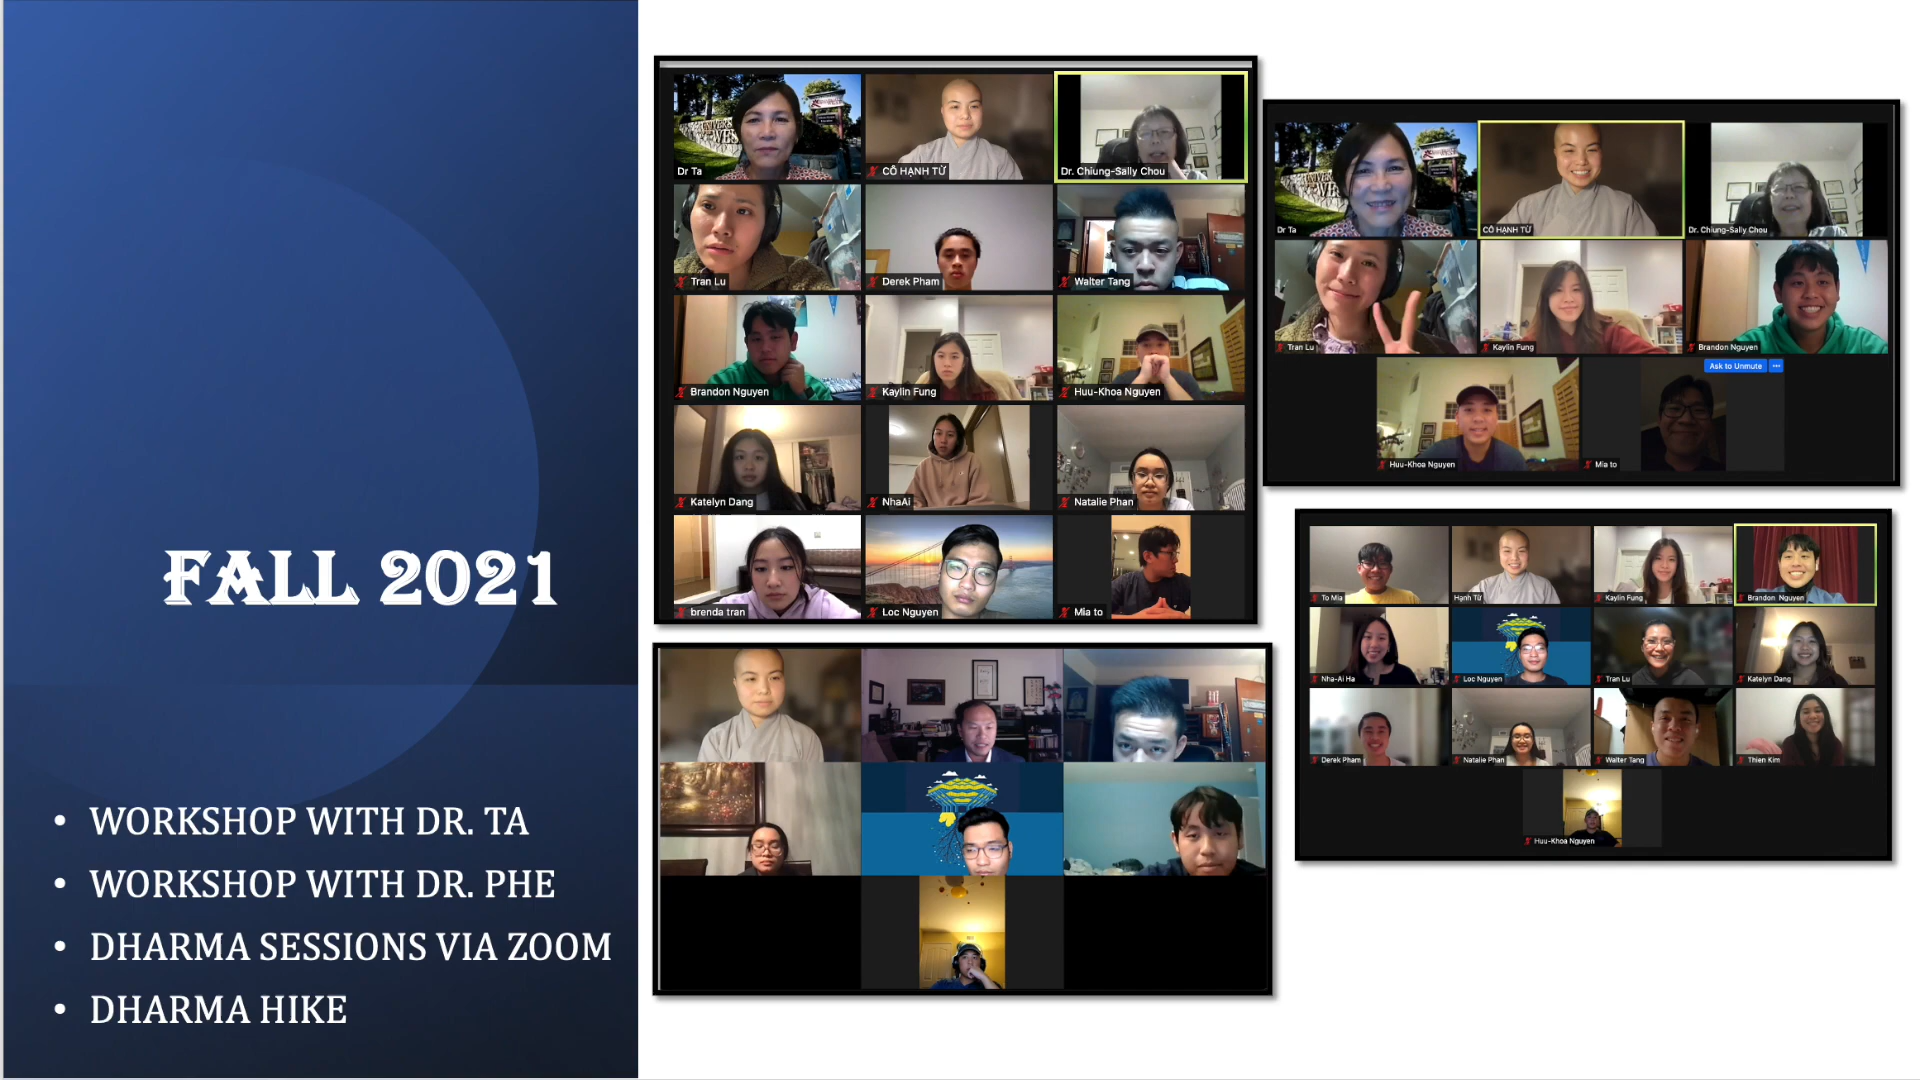 FALL 2021
• WORKSHOP WITH DR. TA
• WORKSHOP WITH DR. PHE
• DHARMA SESSIONS VIA ZOOM
• DHARMA HIKE
Dr Ta
CÔ HẠNH TỪ
Dr. Chiung-Sally Chou
Tran Lu
Derek Pham
Walter Tang
Brandon Nguyen
Kaylin Fung
Huu-Khoa Nguyen
Katelyn Dang
NhaAi
Natalie Phan
brenda tran
Loc Nguyen
Mia to
Dr Ta
CÔ HẠNH TỪ
Dr. Chiung-Sally Chou
Tran Lu
Kaylin Fung
Brandon Nguyen
Ask to Unmute
Huu-Khoa Nguyen
Mia to
To Mia
Hạnh Từ
Kaylin Fung
Brandon Nguyen
Nha-Ai Ha
Loc Nguyen
Tran Lu
Katelyn Dang
Derek Pham
Natalie Phan
Walter Tang
Thien Kim
Huu-Khoa Nguyen